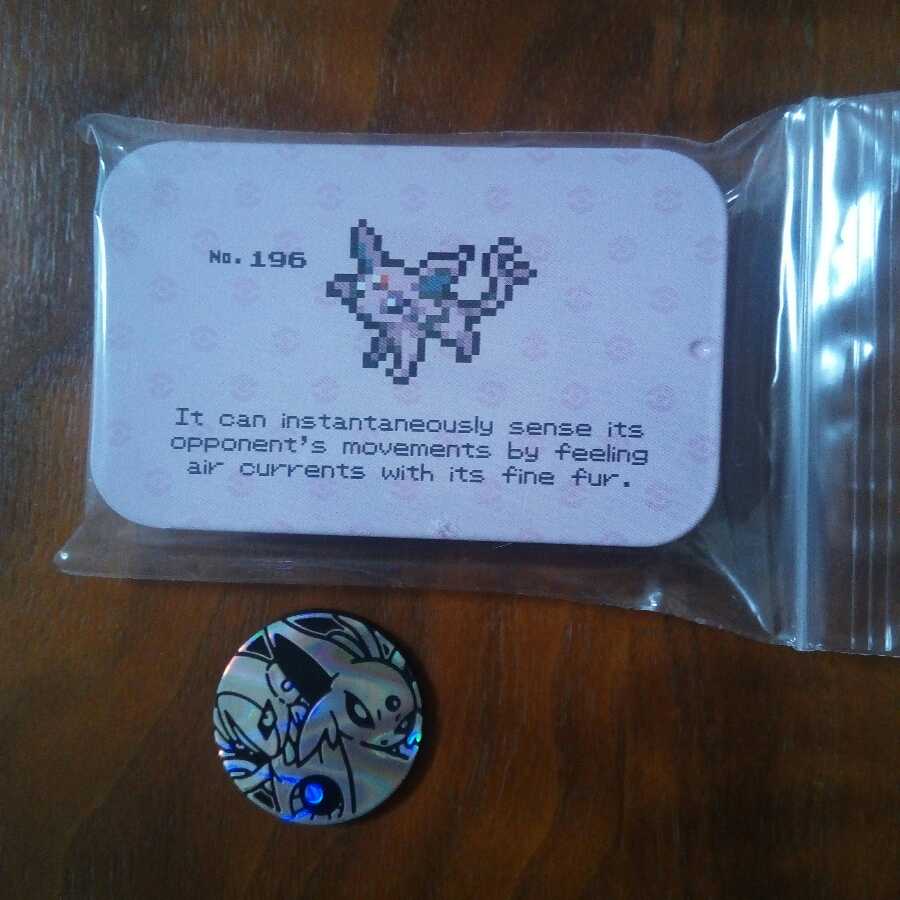 No. 196
It can instantaneously sense its
opponent's movements by feeling
air currents with its fine fur.